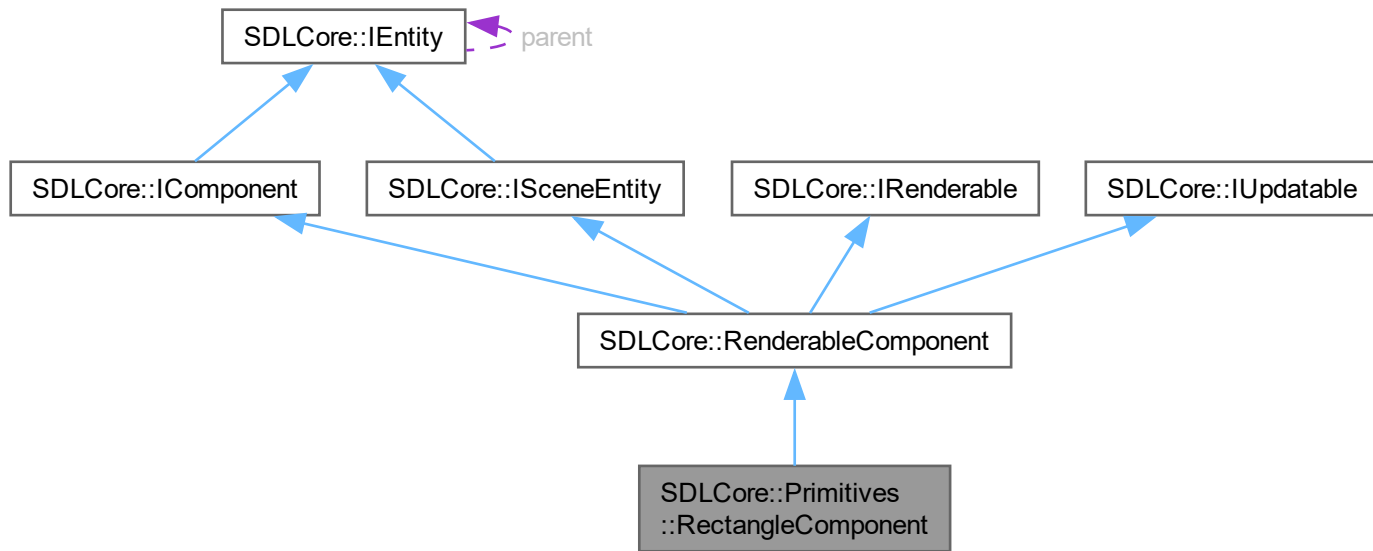 SDLCore::IEntity
parent
SDLCore::IComponent
SDLCore::ISceneEntity
SDLCore::IRenderable
SDLCore::IUpdatable
SDLCore::RenderableComponent
SDLCore::Primitives
::RectangleComponent